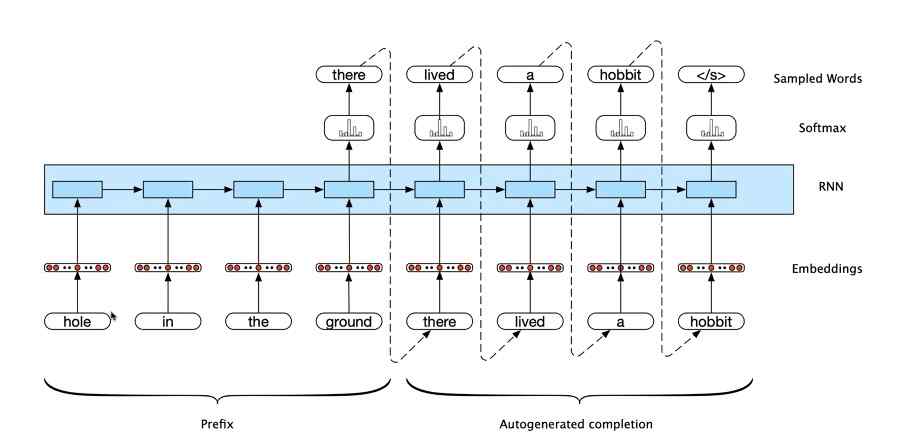 there lived a hobbit </s> Sampled Words
Softmax
RNN
Embeddings
hole in the ground there lived a hobbit
Prefix Autogenerated completion